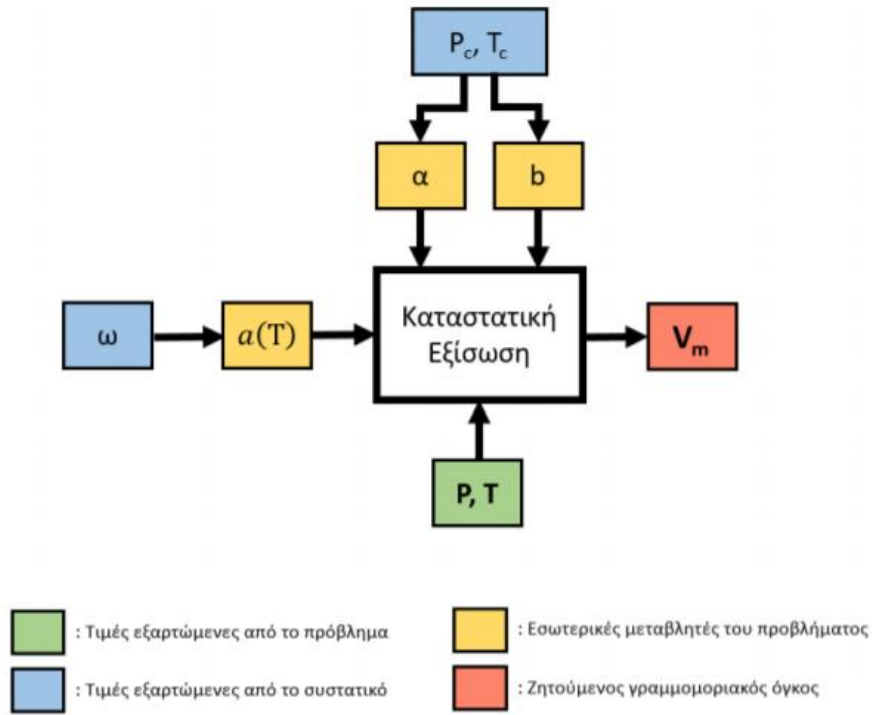 P_c, T_c
α
b
ω
a(T)
Καταστατική
Εξίσωση
V_m
P, T
: Τιμές εξαρτώμενες από το πρόβλημα
: Εσωτερικές μεταβλητές του προβλήματος
: Τιμές εξαρτώμενες από το συστατικό
: Ζητούμενος γραμμομοριακός όγκος